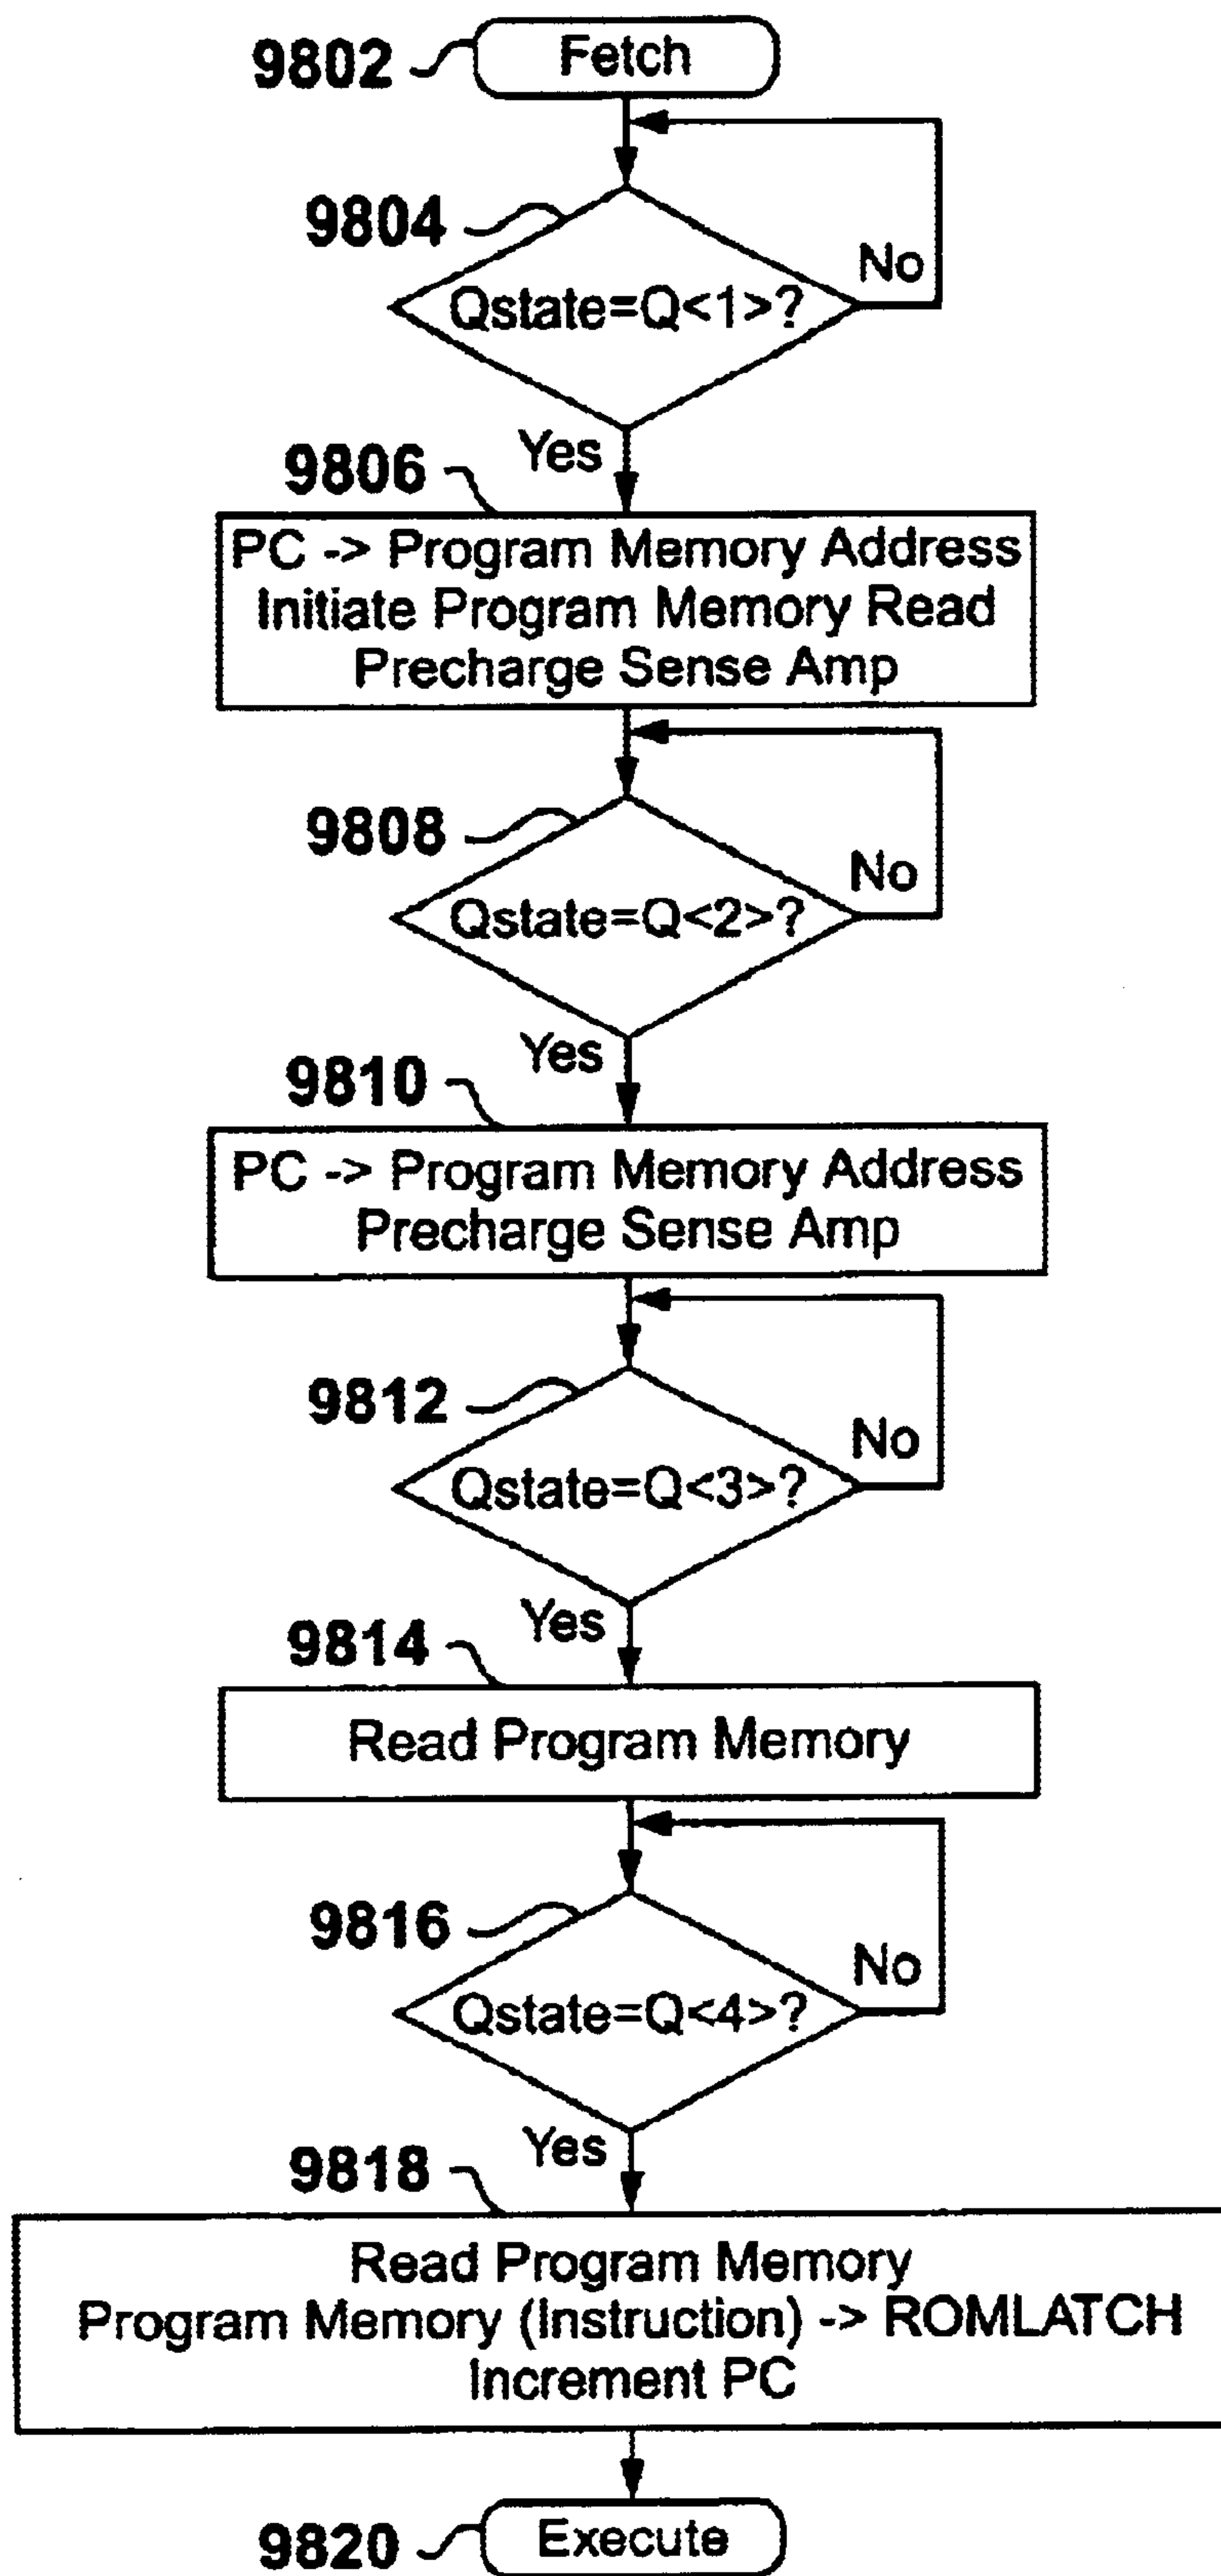 9802
Fetch
9804
No
Qstate=Q<1>?
Yes
9806
PC -> Program Memory Address
Initiate Program Memory Read
Precharge Sense Amp
9808
No
Qstate=Q<2>?
Yes
9810
PC -> Program Memory Address
Precharge Sense Amp
9812
No
Qstate=Q<3>?
Yes
9814
Read Program Memory
9816
No
Qstate=Q<4>?
Yes
9818
Read Program Memory
Program Memory (Instruction) -> ROMLATCH
Increment PC
9820
Execute